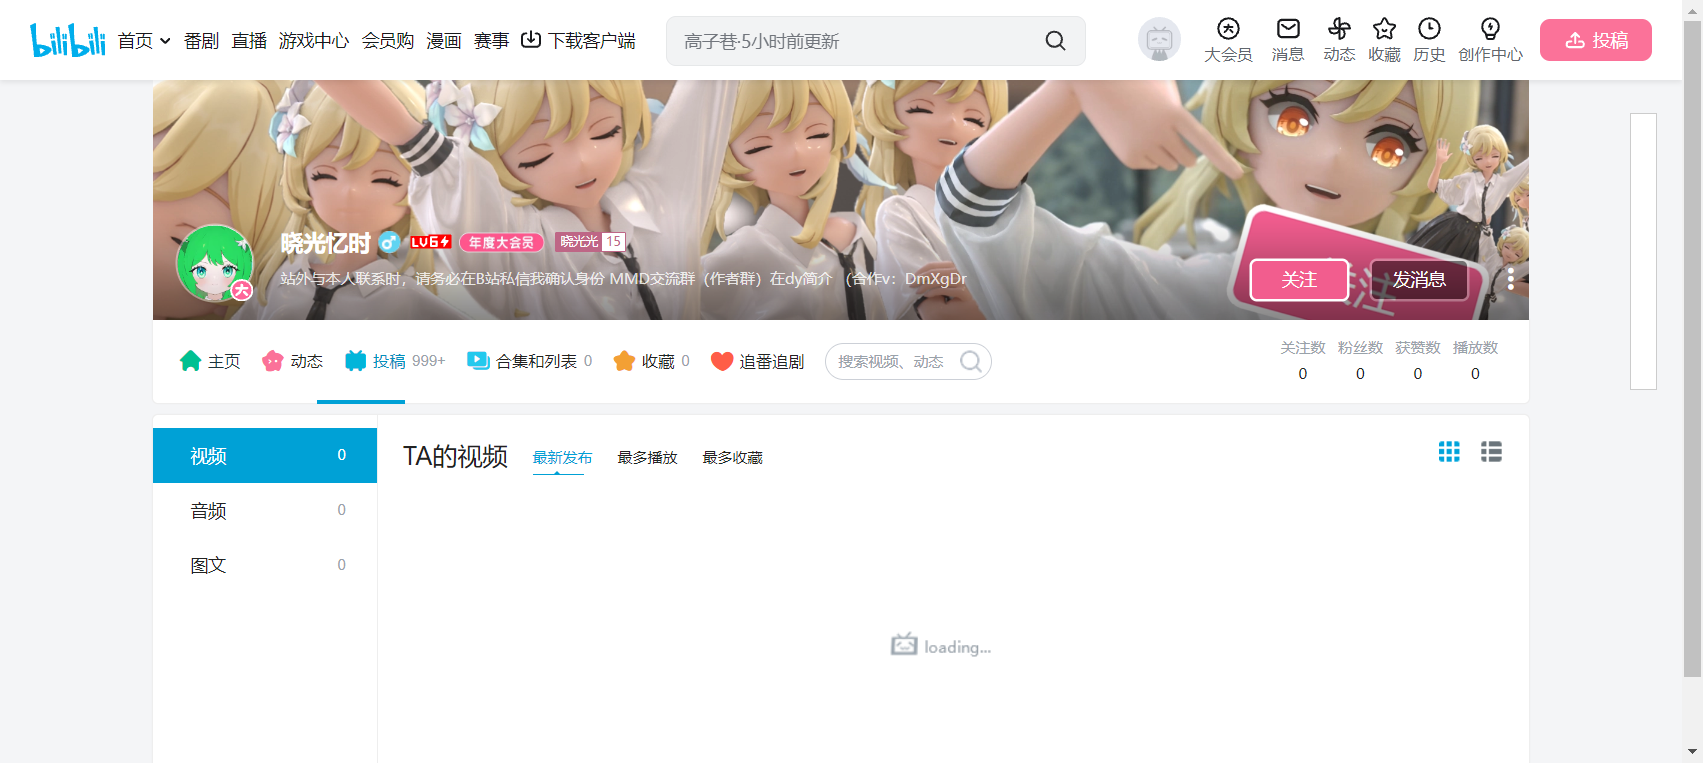 bilibili 首页 番剧 直播 游戏中心 会员购 漫画 赛事 下载客户端 高子巷·5小时前更新 大会员 消息 动态 收藏 历史 创作中心 投稿
晓光忆时 LV6 年度大会员 晓光光 15
站外与本人联系时，请务必在B站私信我确认身份 MMD交流群（作者群）在dy简介 （合作v：DmXgDr
大
关注 发消息
主页 动态 投稿 999+ 合集和列表 0 收藏 0 追番追剧 搜索视频、动态
关注数 粉丝数 获赞数 播放数
0 0 0 0
视频 0
音频 0
图文 0
TA的视频 最新发布 最多播放 最多收藏
loading...